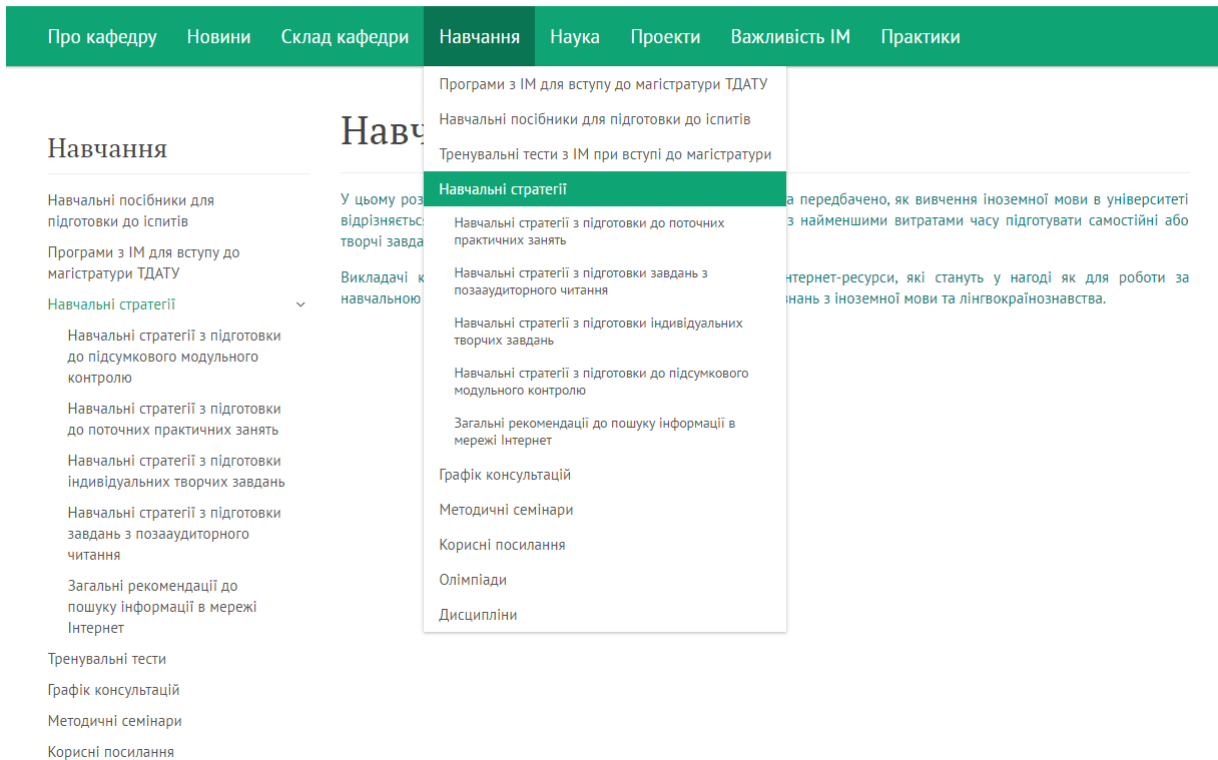 Про кафедру Новини Склад кафедри Навчання Наука Проекти Важливість ІМ Практики
Навчання
Навчальні посібники для
підготовки до іспитів
Програми з ІМ для вступу до
магістратури ТДАТУ
Навчальні стратегії
Навчальні стратегії з підготовки
до підсумкового модульного
контролю
Навчальні стратегії з підготовки
до поточних практичних занять
Навчальні стратегії з підготовки
індивідуальних творчих завдань
Навчальні стратегії з підготовки
завдань з позааудиторного
читання
Загальні рекомендації до
пошуку інформації в мережі
Інтернет
Тренувальні тести
Графік консультацій
Методичні семінари
Корисні посилання
Програми з ІМ для вступу до магістратури ТДАТУ
Навчальні посібники для підготовки до іспитів
Тренувальні тести з ІМ при вступі до магістратури
Навчальні стратегії
Навчальні стратегії з підготовки до поточних
практичних занять
Навчальні стратегії з підготовки завдань з
позааудиторного читання
Навчальні стратегії з підготовки індивідуальних
творчих завдань
Навчальні стратегії з підготовки до підсумкового
модульного контролю
Загальні рекомендації до пошуку інформації в
мережі Інтернет
Графік консультацій
Методичні семінари
Корисні посилання
Олімпіади
Дисципліни
У цьому передбачено, як вивчення іноземної мови в університеті
з найменшими витратами часу підготувати самостійні або
творчі
Викладачі які стануть у нагоді як для роботи за
навчальною з іноземної мови та лінгвокраїнознавства.